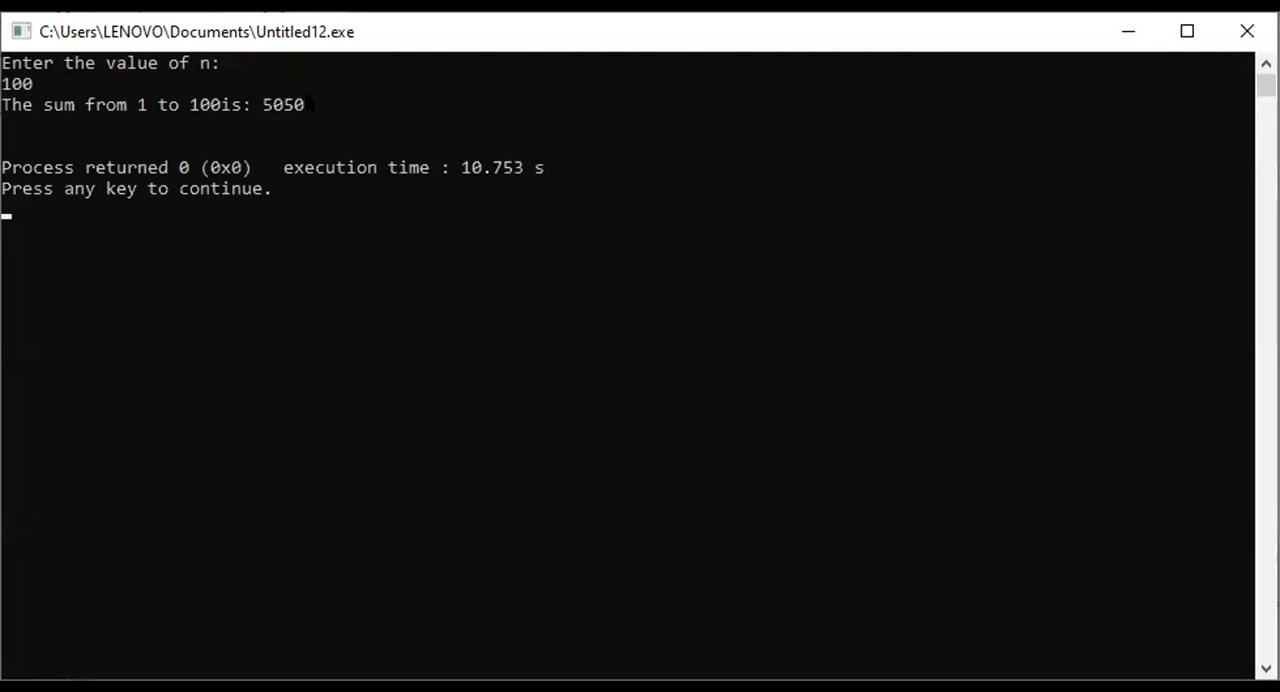 C:\Users\LENOVO\Documents\Untitled12.exe
Enter the value of n:
100
The sum from 1 to 100is: 5050
Process returned 0 (0x0)   execution time : 10.753 s
Press any key to continue.